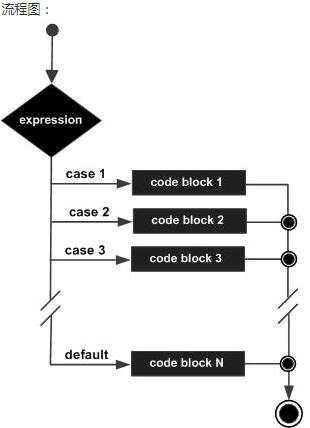 流程图：
expression
case 1
code block 1
case 2
code block 2
case 3
code block 3
default
code block N